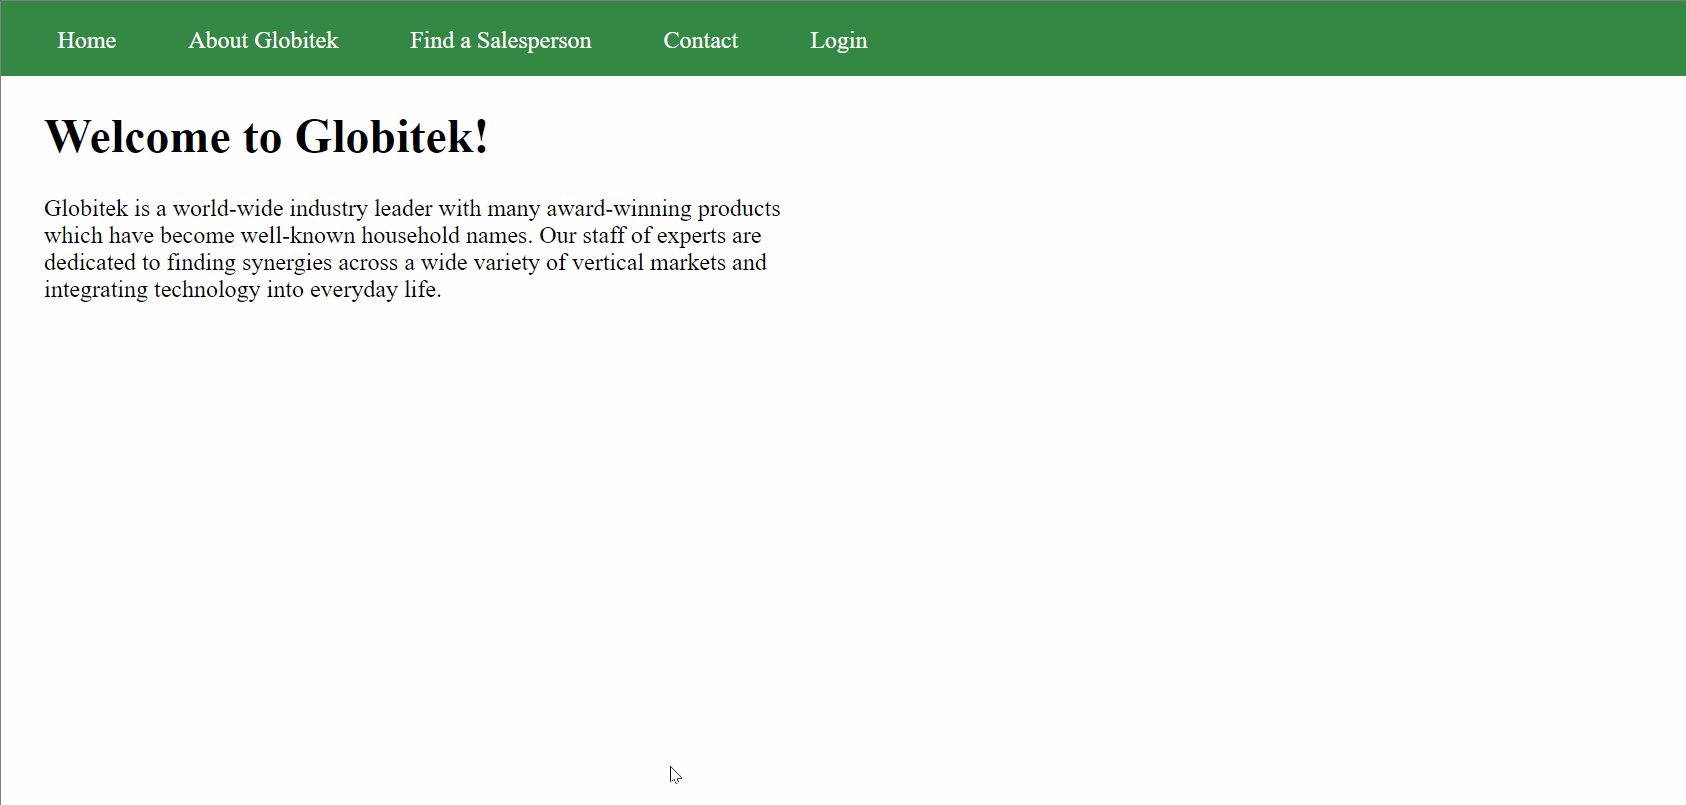 Home About Globitek Find a Salesperson Contact Login
Welcome to Globitek!
Globitek is a world-wide industry leader with many award-winning products
which have become well-known household names. Our staff of experts are
dedicated to finding synergies across a wide variety of vertical markets and
integrating technology into everyday life.